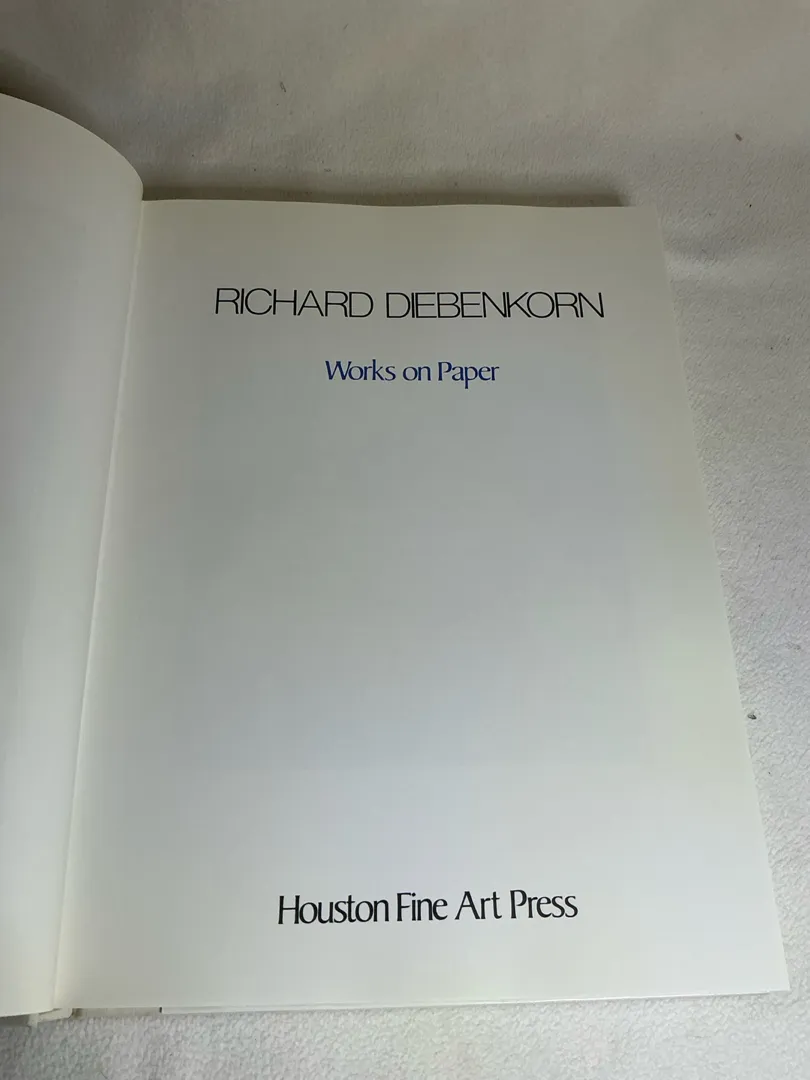 RICHARD DIEBENKORN
Works on Paper
Houston Fine Art Press